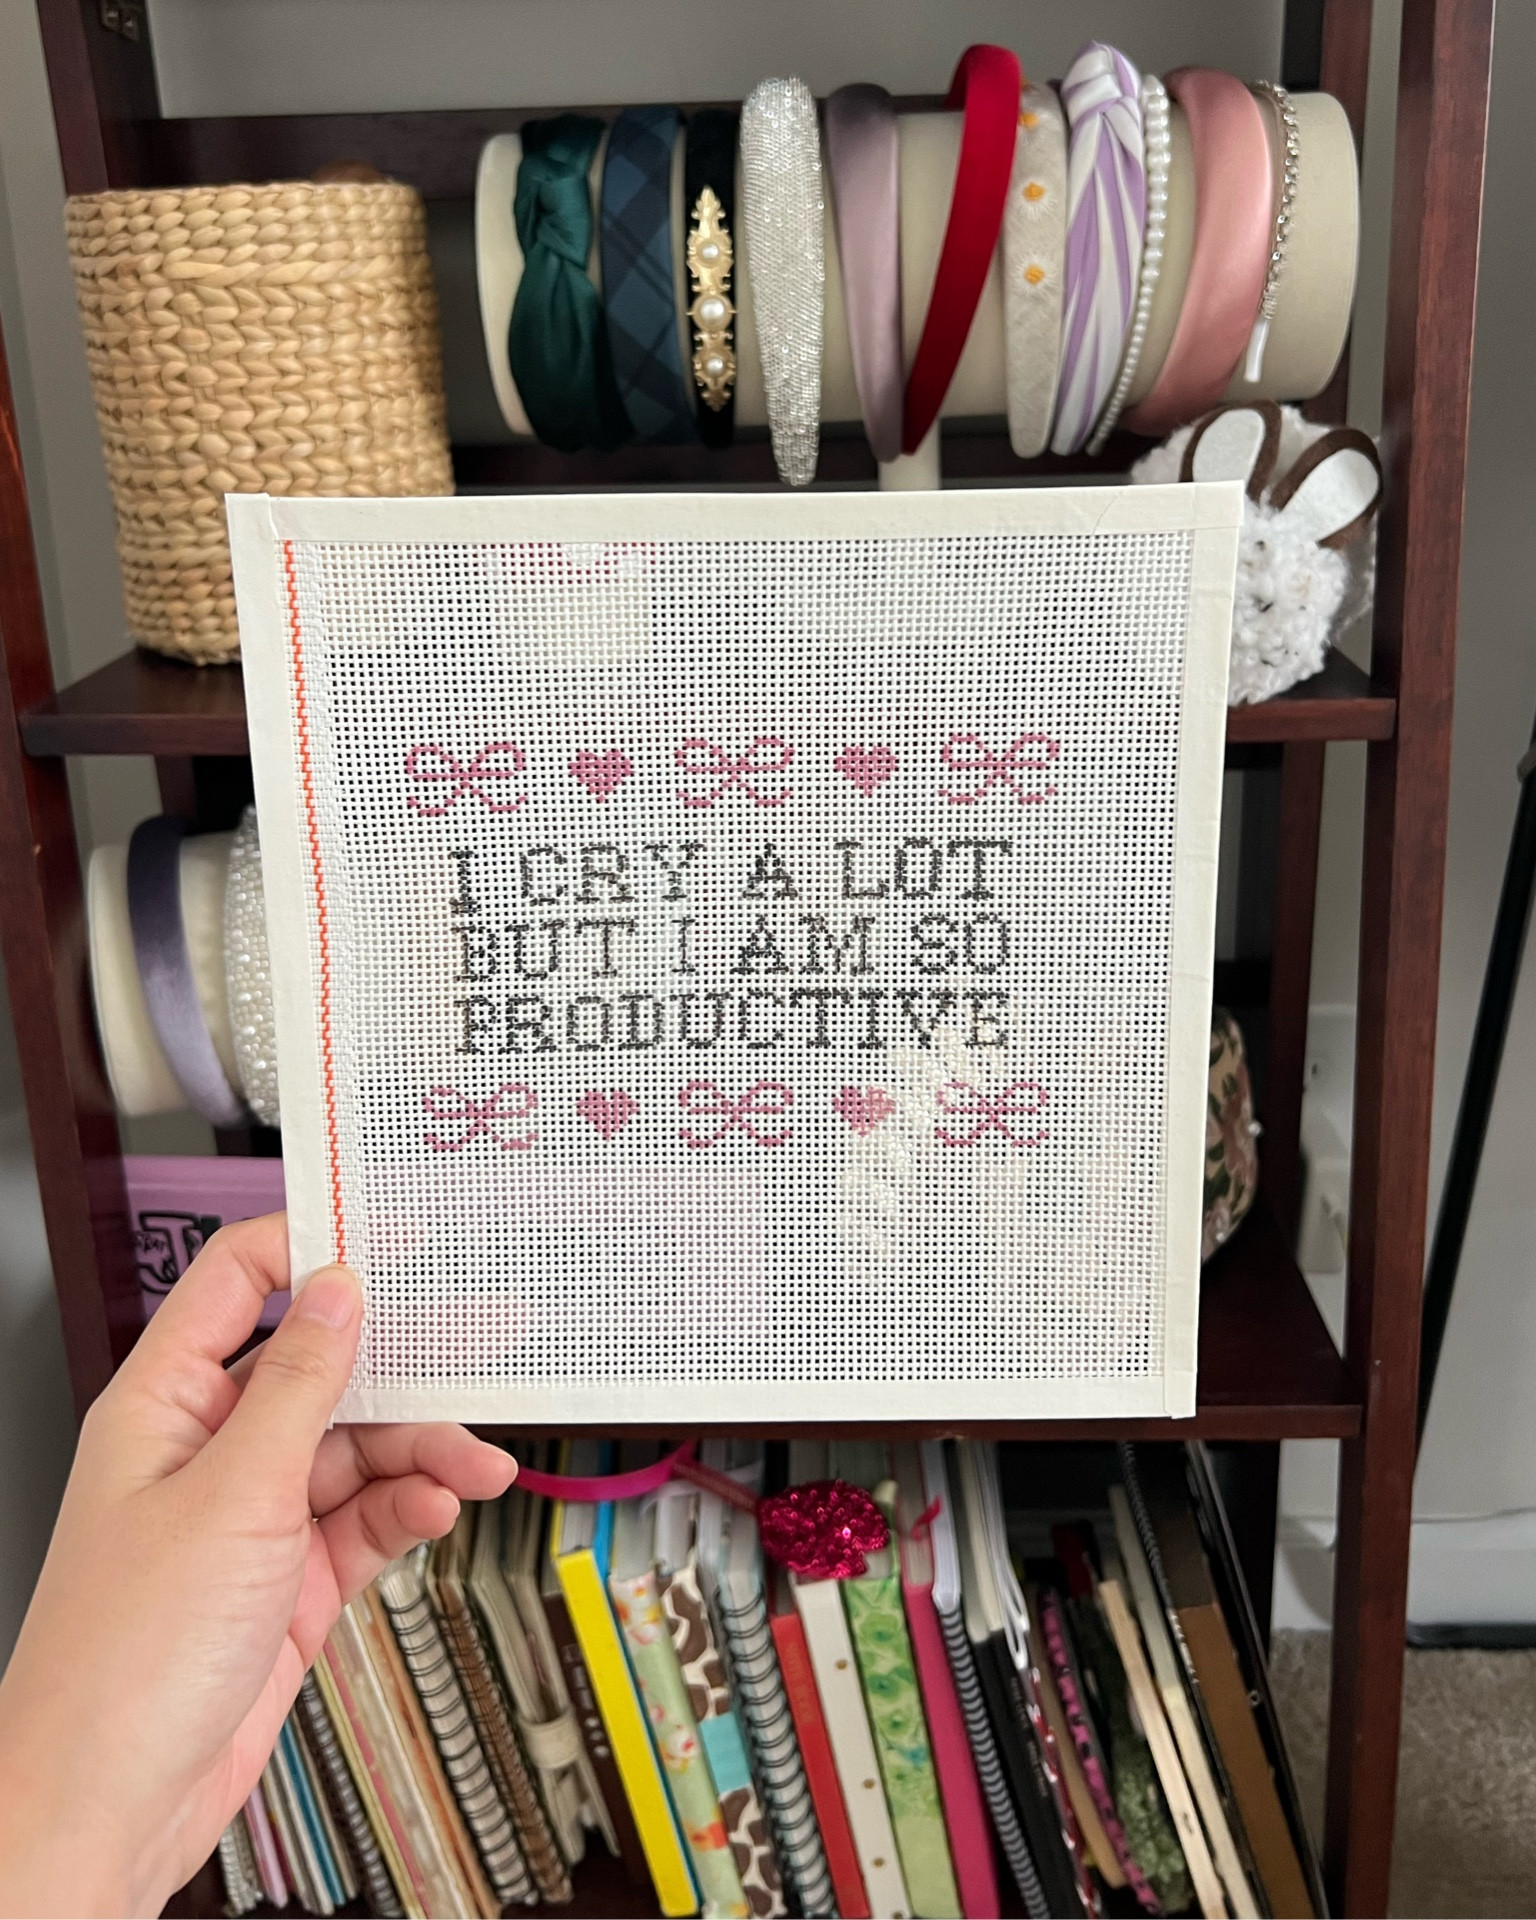 I CRY A LOT
BUT I AM SO
PRODUCTIVE